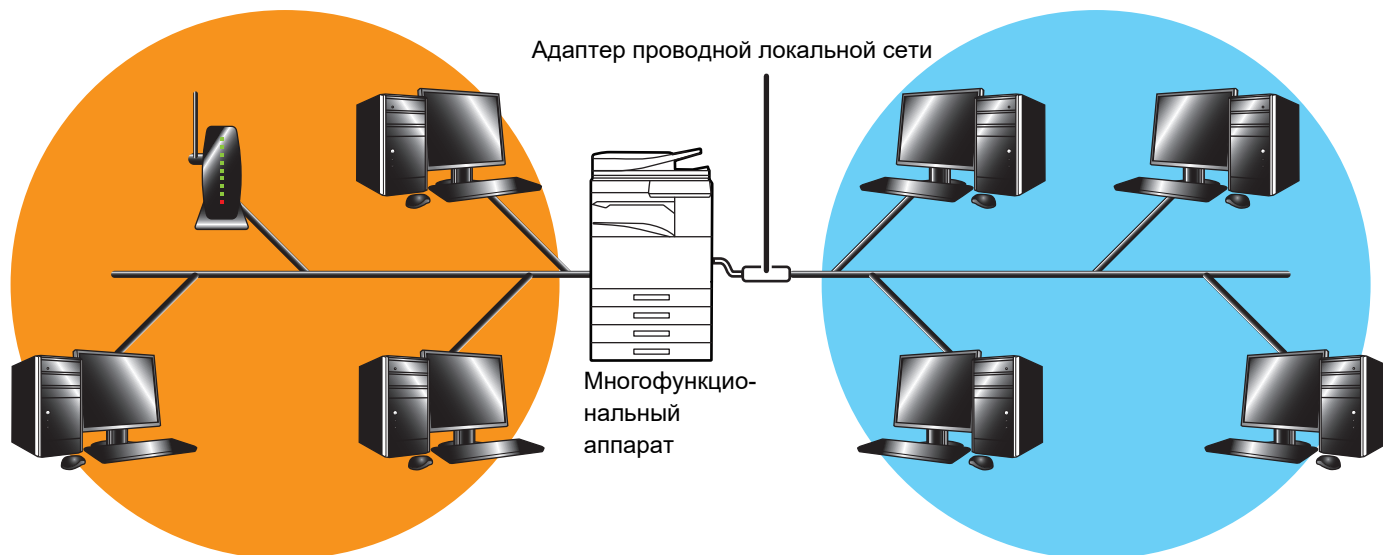 Адаптер проводной локальной сети
Многофункцио-
нальный
аппарат